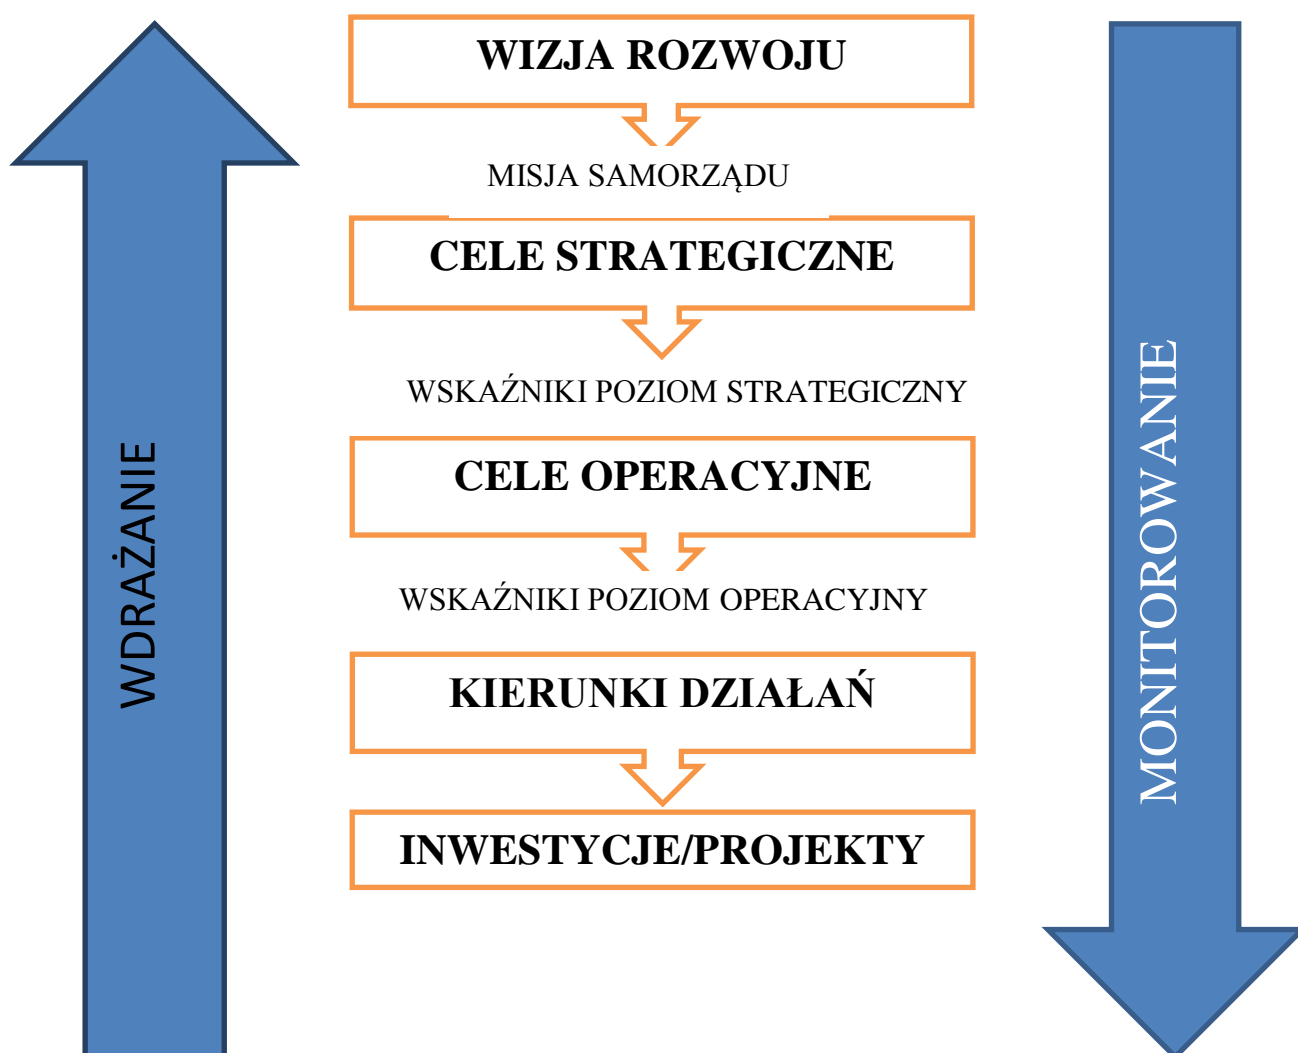 WIZJA ROZWOJU
MISJA SAMORZĄDU
CELE STRATEGICZNE
WSKAŹNIKI POZIOM STRATEGICZNY
CELE OPERACYJNE
WSKAŹNIKI POZIOM OPERACYJNY
KIERUNKI DZIAŁAŃ
INWESTYCJE/PROJEKTY
WDRAŻANIE
MONITOROWANIE